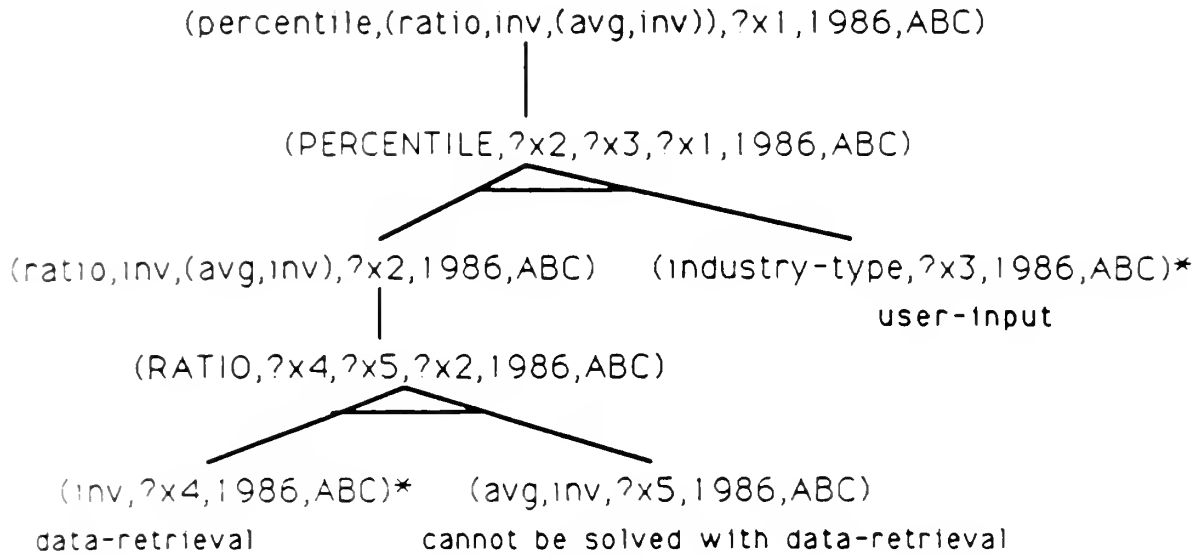 (percentile,(ratio,inv,(avg,inv)),?x1,1986,ABC)
(PERCENTILE,?x2,?x3,?x1,1986,ABC)
(ratio,inv,(avg,inv),?x2,1986,ABC) (industry-type,?x3,1986,ABC)*
user-input
(RATIO,?x4,?x5,?x2,1986,ABC)
(inv,?x4,1986,ABC)* (avg,inv,?x5,1986,ABC)
data-retrieval cannot be solved with data-retrieval